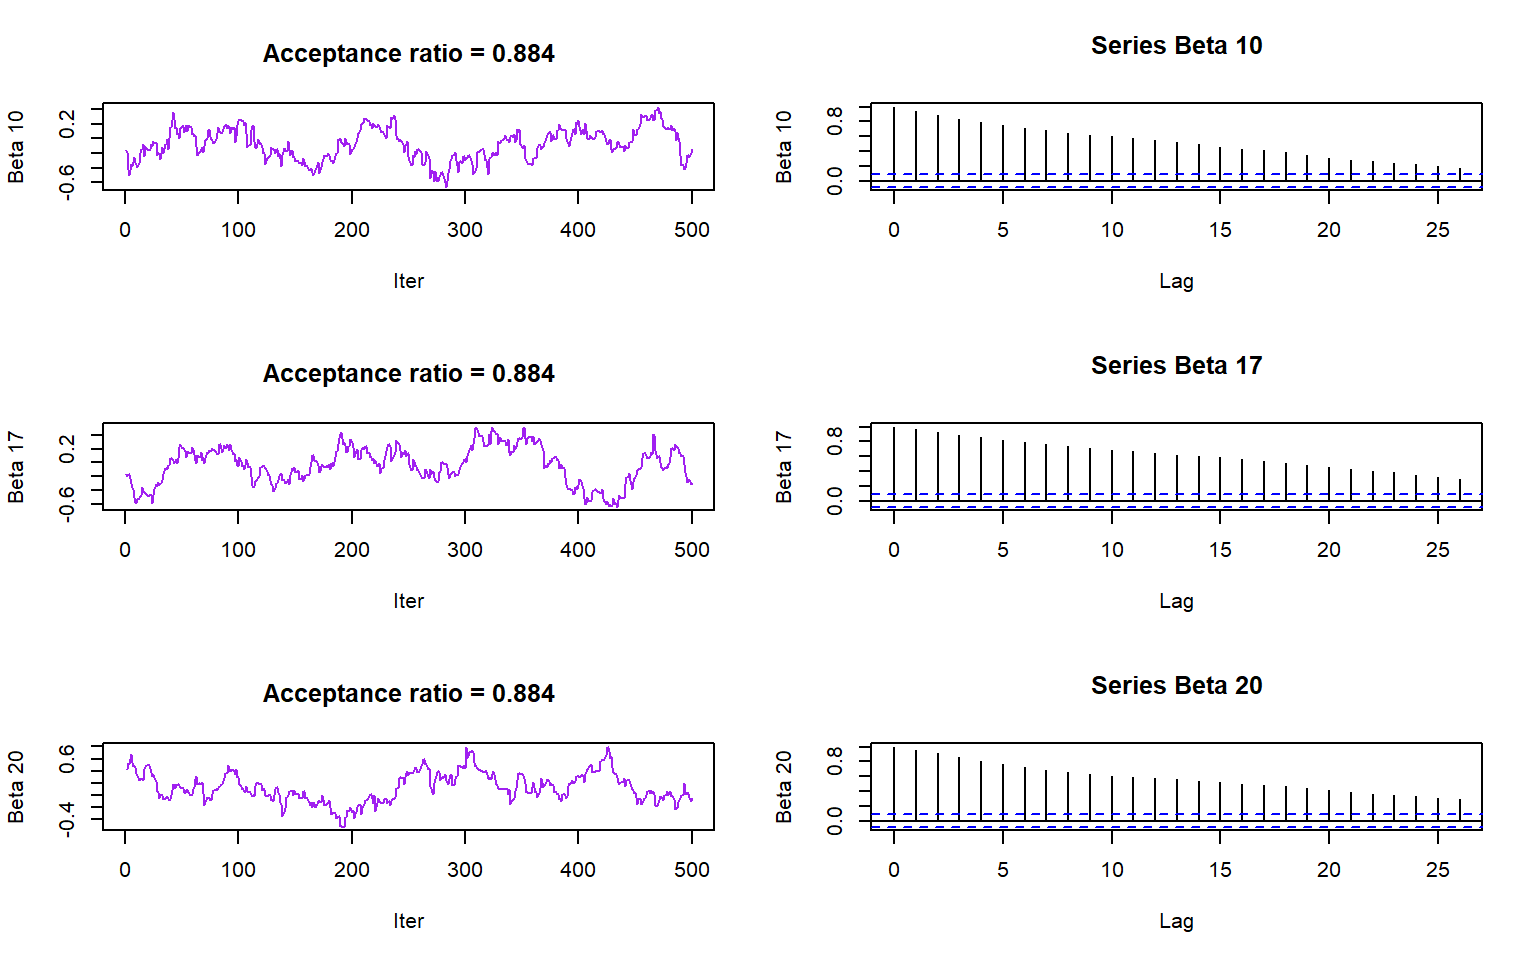 Acceptance ratio = 0.884
Beta 10
0.2
-0.6
0 100 200 300 400 500
Iter
Series Beta 10
Beta 10
0.8
0.0
0 5 10 15 20 25
Lag
Acceptance ratio = 0.884
Beta 17
0.2
-0.6
0 100 200 300 400 500
Iter
Series Beta 17
Beta 17
0.8
0.0
0 5 10 15 20 25
Lag
Acceptance ratio = 0.884
Beta 20
0.6
-0.4
0 100 200 300 400 500
Iter
Series Beta 20
Beta 20
0.8
0.0
0 5 10 15 20 25
Lag